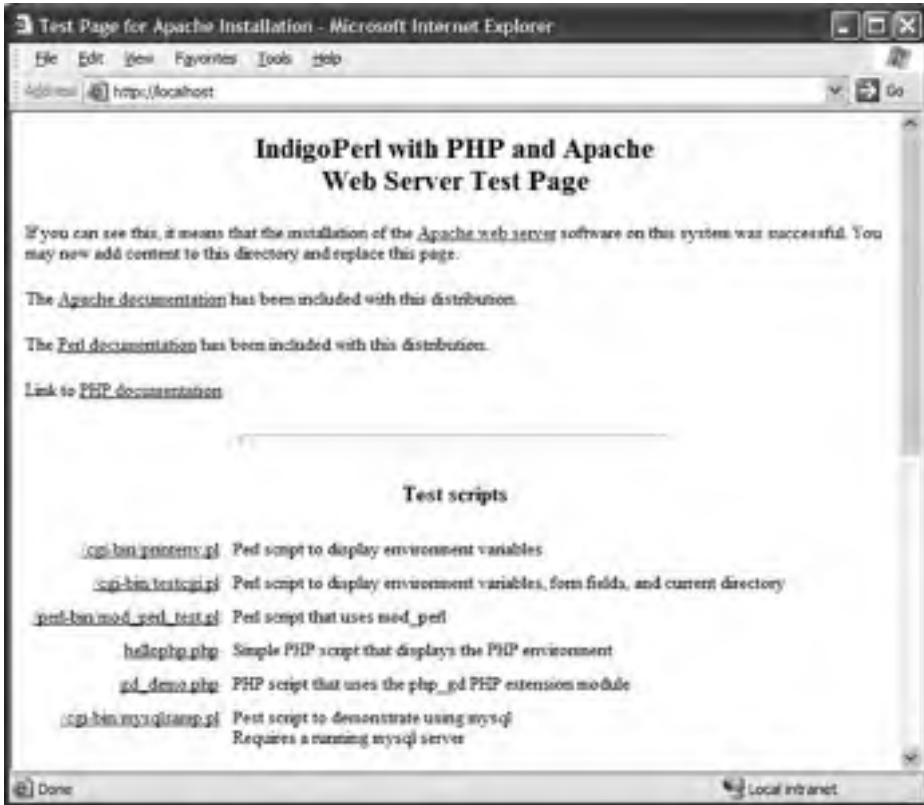 Test Page for Apache Installation - Microsoft Internet Explorer
File Edit View Favorites Tools Help
Address http://localhost Go
IndigoPerl with PHP and Apache
Web Server Test Page
If you can see this, it means that the installation of the Apache web server software on this system was successful. You
may now add content to this directory and replace this page.
The Apache documentation has been included with this distribution.
The Perl documentation has been included with this distribution.
Link to PHP documentation
Test scripts
/cgi-bin/printenv.pl Perl script to display environment variables
/cgi-bin/testcgi.pl Perl script to display environment variables, form fields, and current directory
/perl-bin/mod_perl_test.pl Perl script that uses mod_perl
hellophp.php Simple PHP script that displays the PHP environment
gd_demo.php PHP script that uses the php_gd PHP extension module
Perl script to demonstrate using mysql
Requires a running mysql server
Done Local intranet